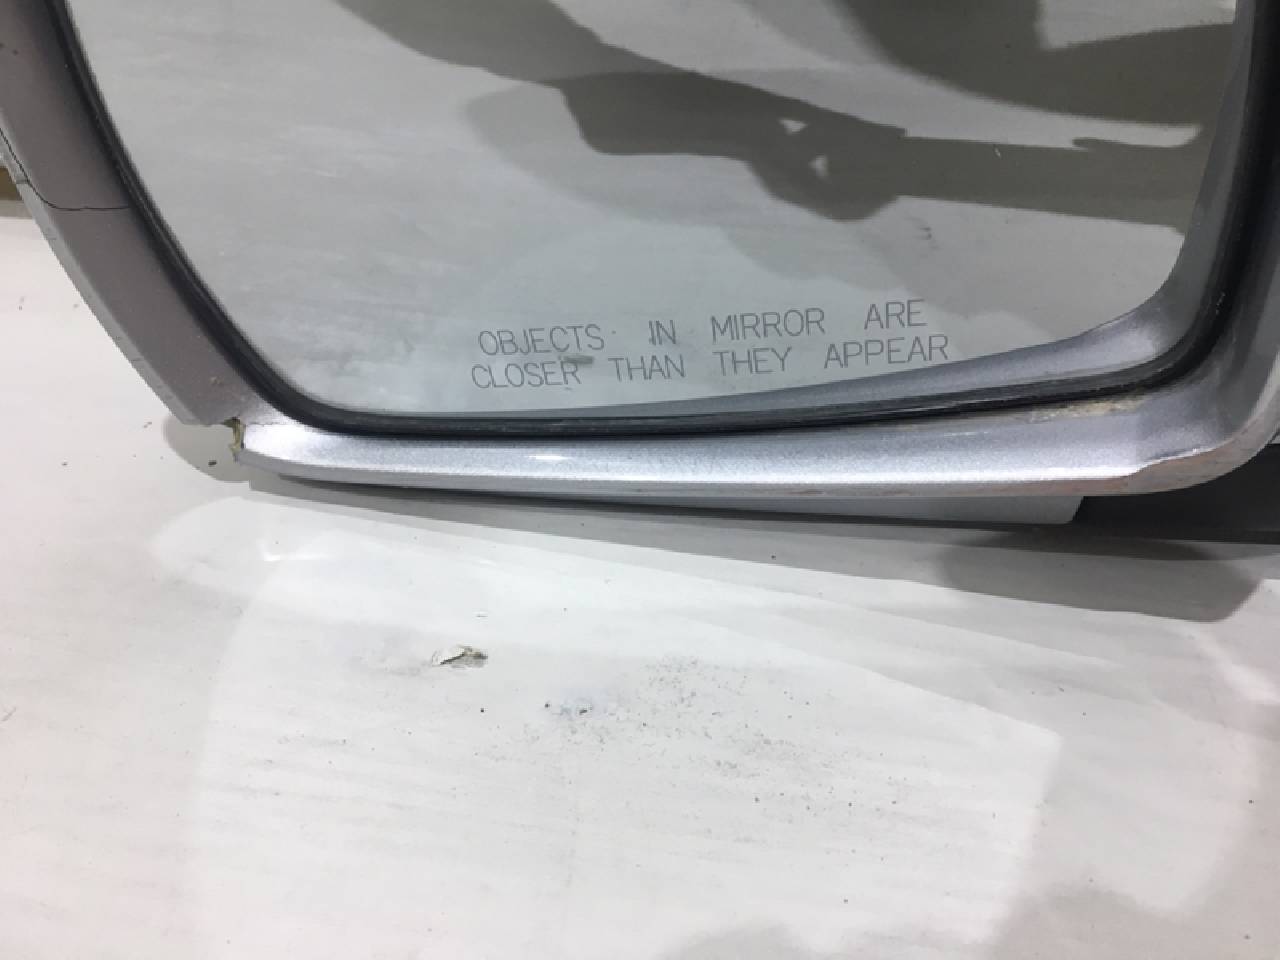 OBJECTS IN MIRROR ARE
CLOSER THAN THEY APPEAR